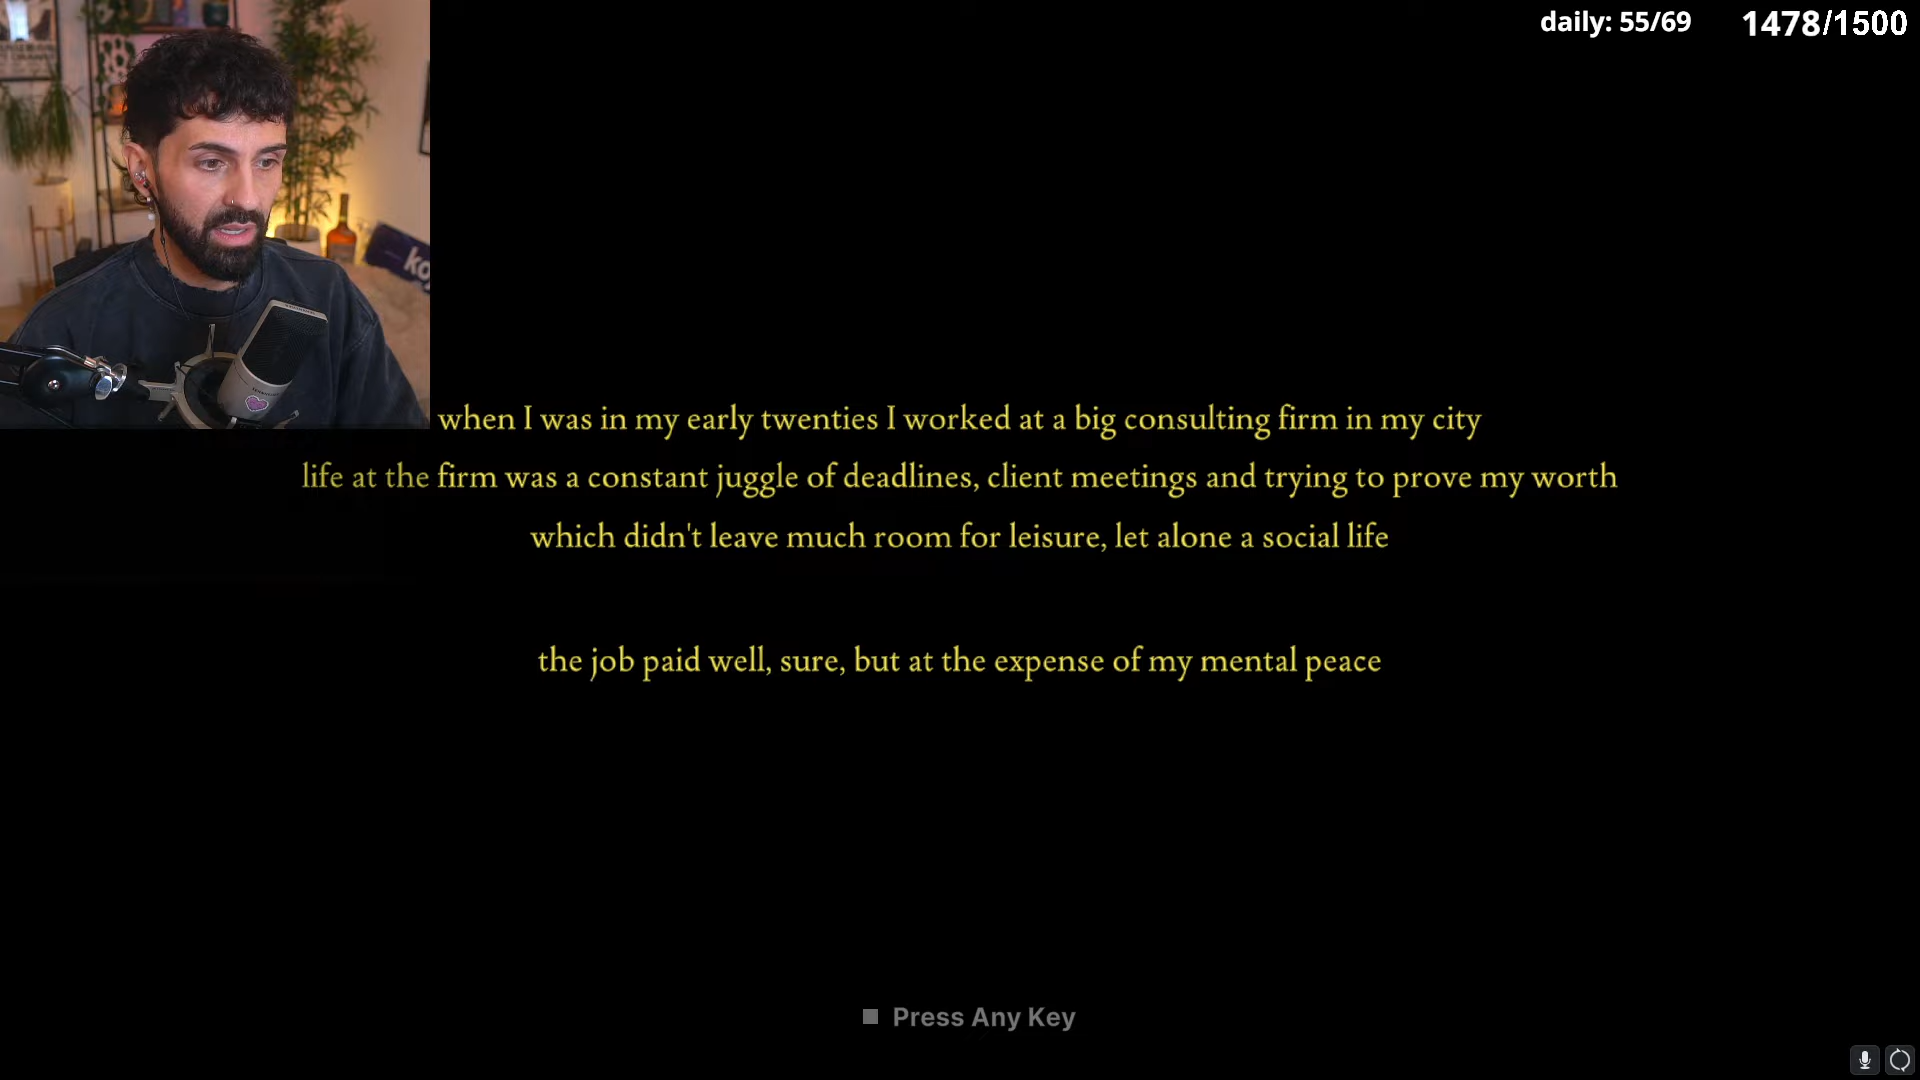 daily: 55/69 1478/1500
ko
when I was in my early twenties I worked at a big consulting firm in my city
life at the firm was a constant juggle of deadlines, client meetings and trying to prove my worth
which didn't leave much room for leisure, let alone a social life
the job paid well, sure, but at the expense of my mental peace
Press Any Key